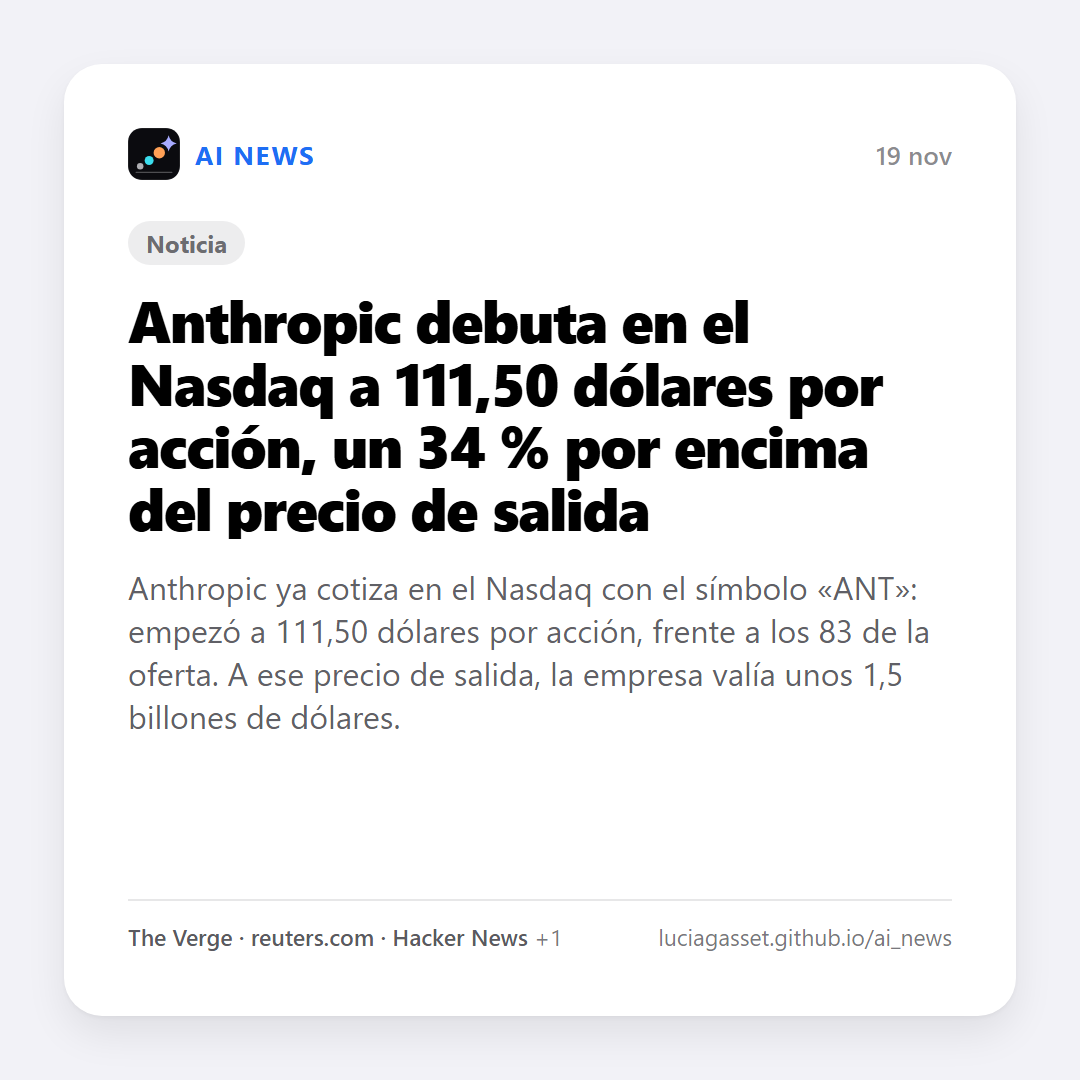 AI NEWS
19 nov
Noticia
Anthropic debuta en el
Nasdaq a 111,50 dólares por
acción, un 34 % por encima
del precio de salida
Anthropic ya cotiza en el Nasdaq con el símbolo «ANT»:
empezó a 111,50 dólares por acción, frente a los 83 de la
oferta. A ese precio de salida, la empresa valía unos 1,5
billones de dólares.
The Verge · reuters.com · Hacker News +1
luciagasset.github.io/ai_news